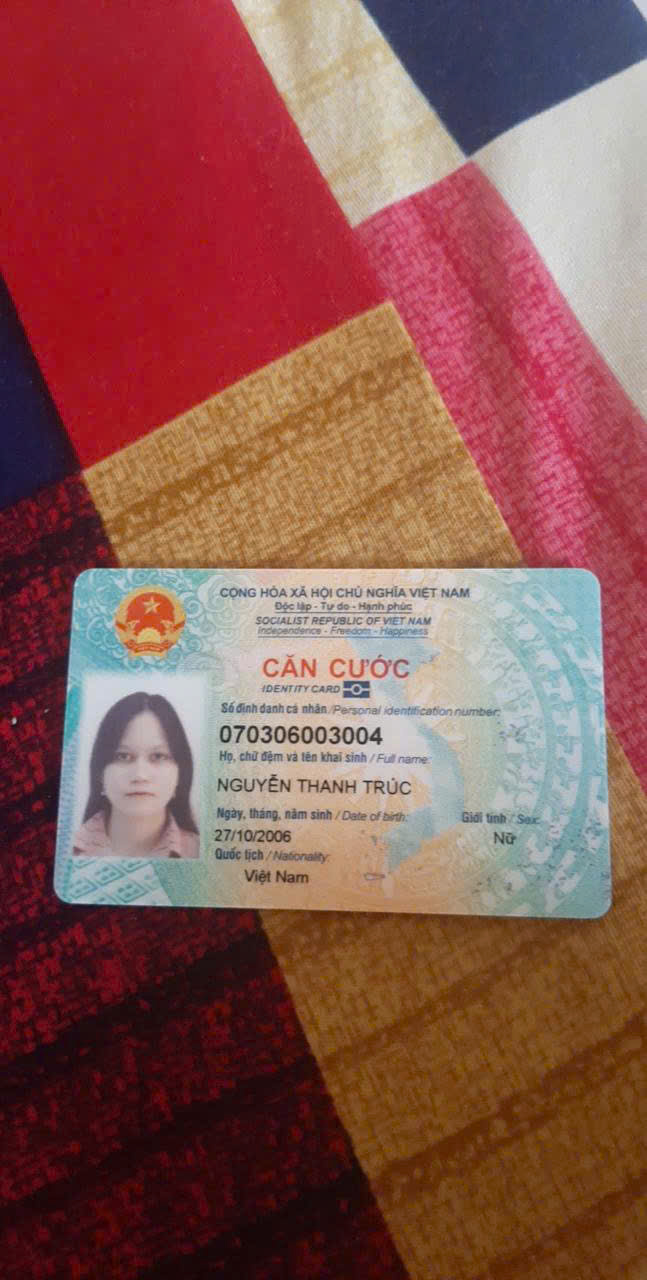 CỘNG HÒA XÃ HỘI CHỦ NGHĨA VIỆT NAM
Độc lập - Tự do - Hạnh phúc
SOCIALIST REPUBLIC OF VIET NAM
Independence - Freedom - Happiness
CĂN CƯỚC
IDENTITY CARD
Số định danh cá nhân / Personal identification number:
070306003004
Họ, chữ đệm và tên khai sinh / Full name:
NGUYỄN THANH TRÚC
Ngày, tháng, năm sinh / Date of birth:
Giới tính / Sex:
27/10/2006
Nữ
Quốc tịch / Nationality:
Việt Nam